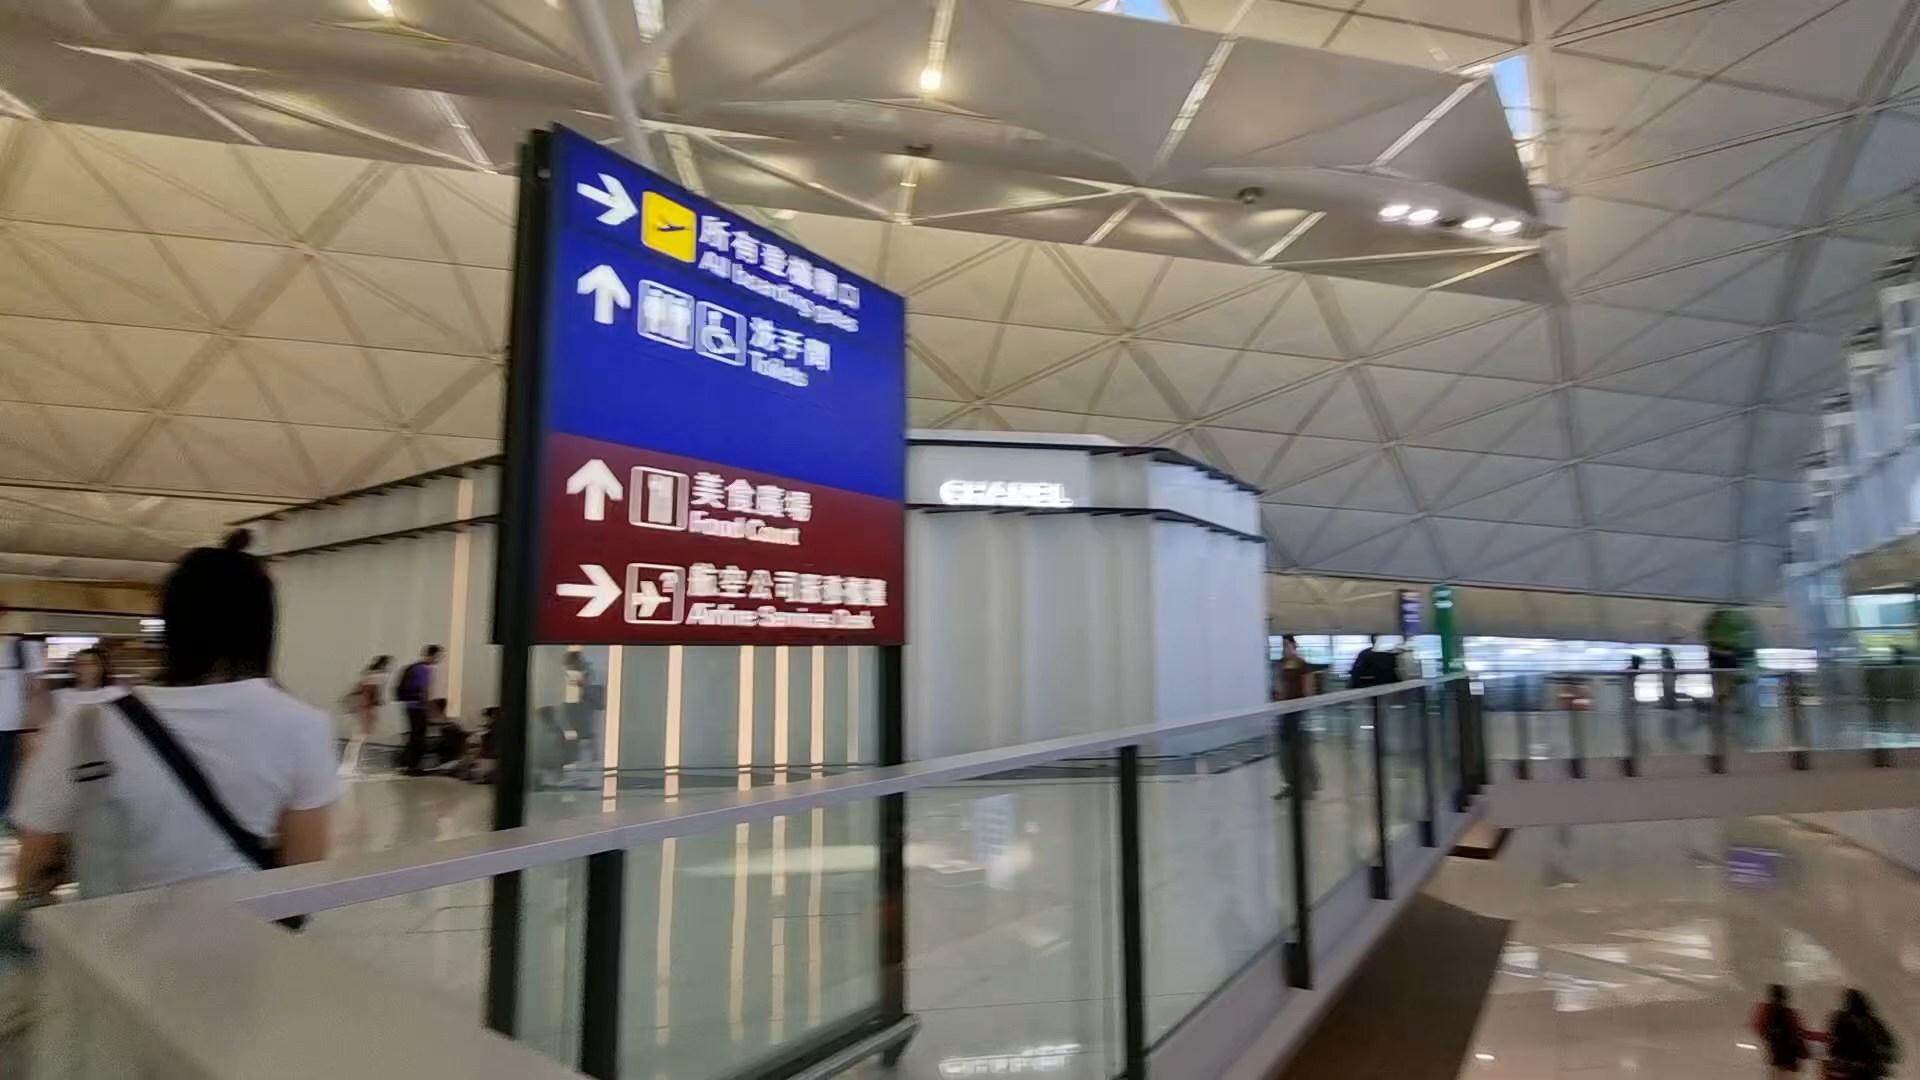 所有登機閘口
All boarding gates
洗手間
Toilets
美食廣場
Food Court
航空公司服務櫃檯
Airline Services Desk
CHANEL